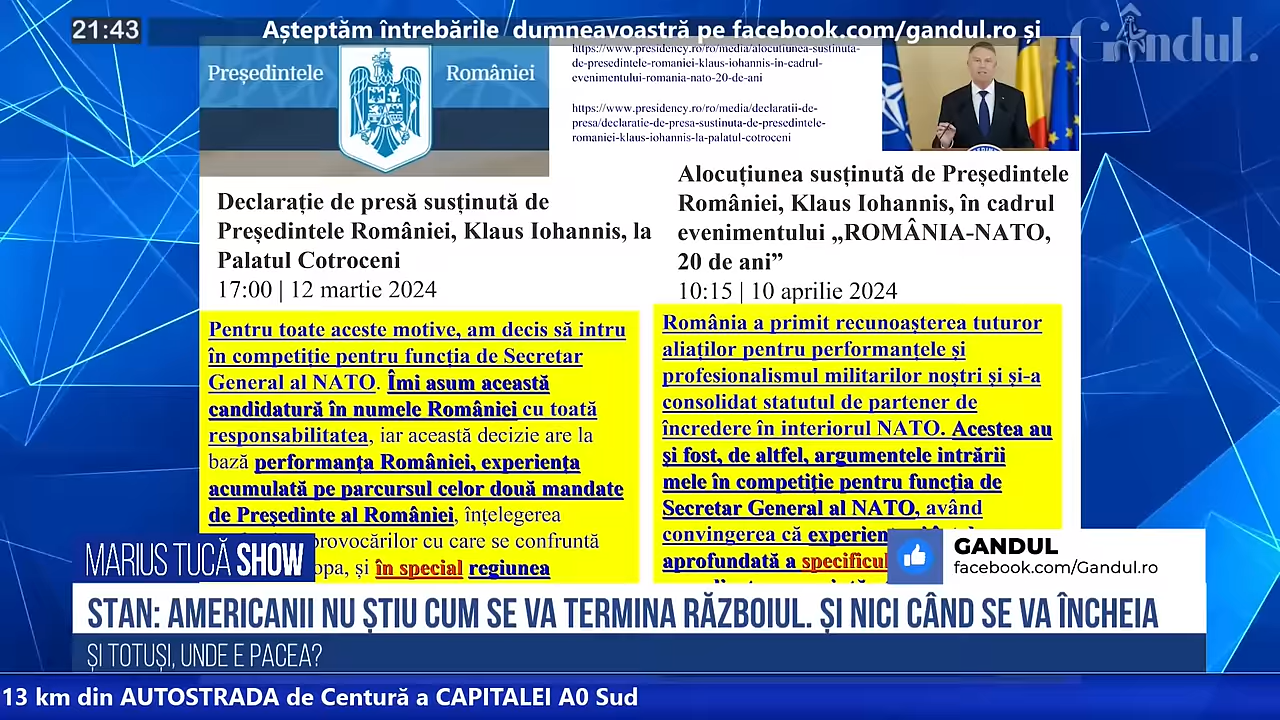 21:43
Așteptăm întrebările dumneavoastră pe facebook.com/gandul.ro și
Gândul.
Președintele României
https://www.presidency.ro/ro/media/alocutiunea-sustinuta-
de-presedintele-romaniei-klaus-iohannis-in-cadrul-
evenimentului-romania-nato-20-de-ani
https://www.presidency.ro/ro/media/declaratii-de-
presa/declaratie-de-presa-sustinuta-de-presedintele-
romaniei-klaus-iohannis-la-palatul-cotroceni
Declarație de presă susținută de
Președintele României, Klaus Iohannis, la
Palatul Cotroceni
17:00 | 12 martie 2024
Pentru toate aceste motive, am decis să intru
în competiție pentru funcția de Secretar
General al NATO. Îmi asum această
candidatură în numele României cu toată
responsabilitatea, iar această decizie are la
bază performanța României, experiența
acumulată pe parcursul celor două mandate
de Președinte al României, înțelegerea
provocărilor cu care se confruntă
opa, și în special regiunea
Alocuțiunea susținută de Președintele
României, Klaus Iohannis, în cadrul
evenimentului „ROMÂNIA-NATO,
20 de ani”
10:15 | 10 aprilie 2024
România a primit recunoașterea tuturor
aliaților pentru performanțele și
profesionalismul militarilor noștri și și-a
consolidat statutul de partener de
încredere în interiorul NATO. Acestea au
și fost, de altfel, argumentele intrării
mele în competiție pentru funcția de
Secretar General al NATO, având
convingerea că experien
aprofundată a specificul
GANDUL
facebook.com/Gandul.ro
MARIUS TUCĂ SHOW
STAN: AMERICANII NU ȘTIU CUM SE VA TERMINA RĂZBOIUL. ȘI NICI CÂND SE VA ÎNCHEIA
ȘI TOTUȘI, UNDE E PACEA?
13 km din AUTOSTRADA de Centură a CAPITALEI A0 Sud